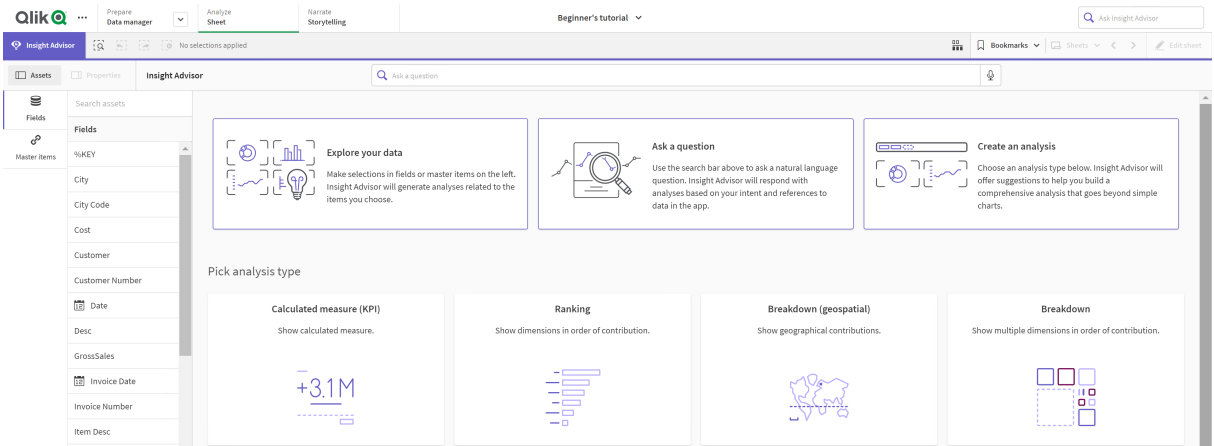 Qlik
Prepare
Data manager
Analyze
Sheet
Narrate
Storytelling
Beginner's tutorial
Ask Insight Advisor
Insight Advisor
No selections applied
Bookmarks
Sheets
Edit sheet
Assets
Properties
Insight Advisor
Ask a question
Fields
Master items
Search assets
Fields
%KEY
City
City Code
Cost
Customer
Customer Number
Date
Desc
GrossSales
Invoice Date
Invoice Number
Item Desc
Explore your data
Make selections in fields or master items on the left.
Insight Advisor will generate analyses related to the
items you choose.
Ask a question
Use the search bar above to ask a natural language
question. Insight Advisor will respond with
analyses based on your intent and references to
data in the app.
Create an analysis
Choose an analysis type below. Insight Advisor will
offer suggestions to help you build a
comprehensive analysis that goes beyond simple
charts.
Pick analysis type
Calculated measure (KPI)
Show calculated measure.
+3.1M
Ranking
Show dimensions in order of contribution.
Breakdown (geospatial)
Show geographical contributions.
Breakdown
Show multiple dimensions in order of contribution.